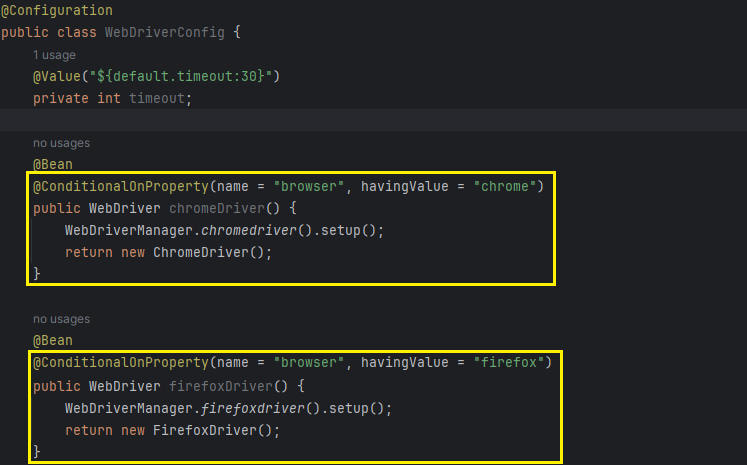 @Configuration
public class WebDriverConfig {
1 usage
@Value("${default.timeout:30}")
private int timeout;
no usages
@Bean
@ConditionalOnProperty(name = "browser", havingValue = "chrome")
public WebDriver chromeDriver() {
WebDriverManager.chromedriver().setup();
return new ChromeDriver();
}
no usages
@Bean
@ConditionalOnProperty(name = "browser", havingValue = "firefox")
public WebDriver firefoxDriver() {
WebDriverManager.firefoxdriver().setup();
return new FirefoxDriver();
}